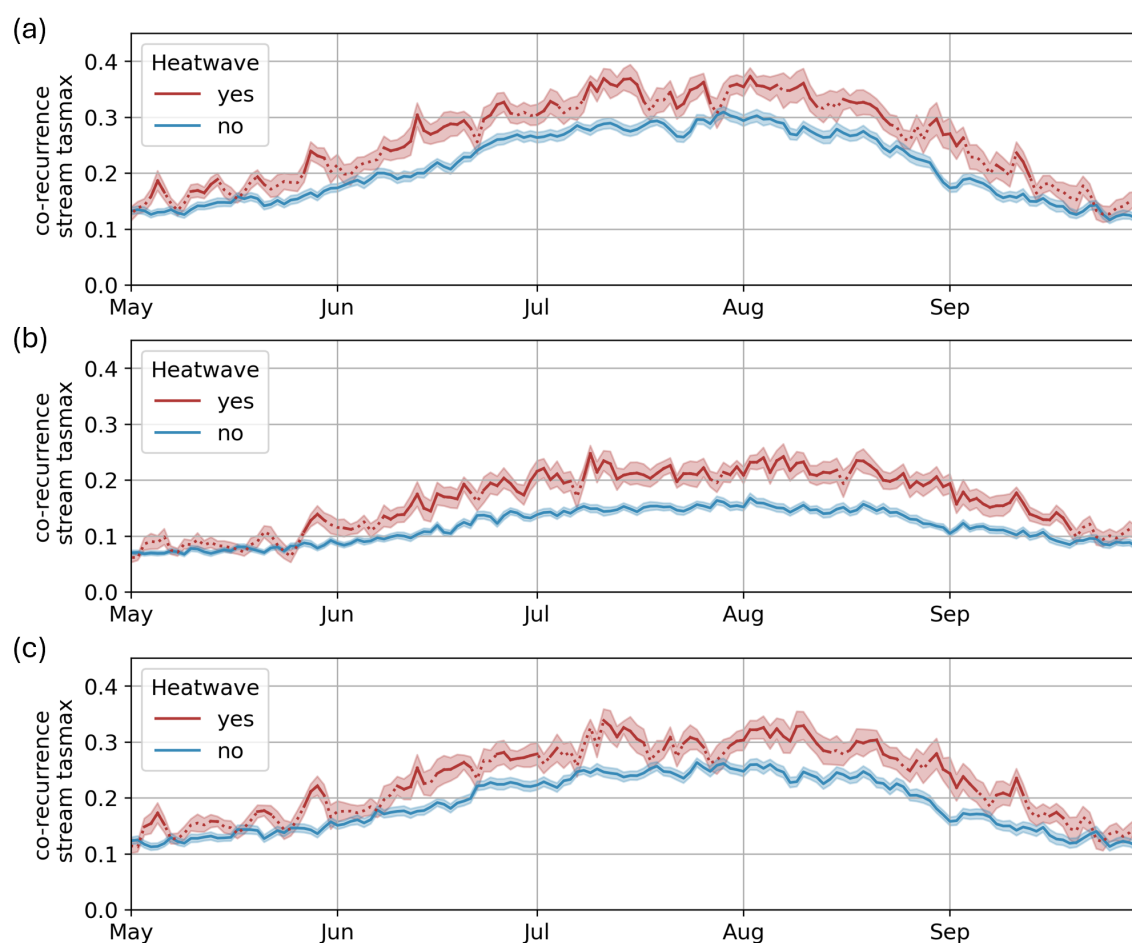 (a)
Heatwave
yes
no
co-recurrence
stream tasmax
0.4
0.3
0.2
0.1
0.0
May Jun Jul Aug Sep
(b)
Heatwave
yes
no
co-recurrence
stream tasmax
0.4
0.3
0.2
0.1
0.0
May Jun Jul Aug Sep
(c)
Heatwave
yes
no
co-recurrence
stream tasmax
0.4
0.3
0.2
0.1
0.0
May Jun Jul Aug Sep